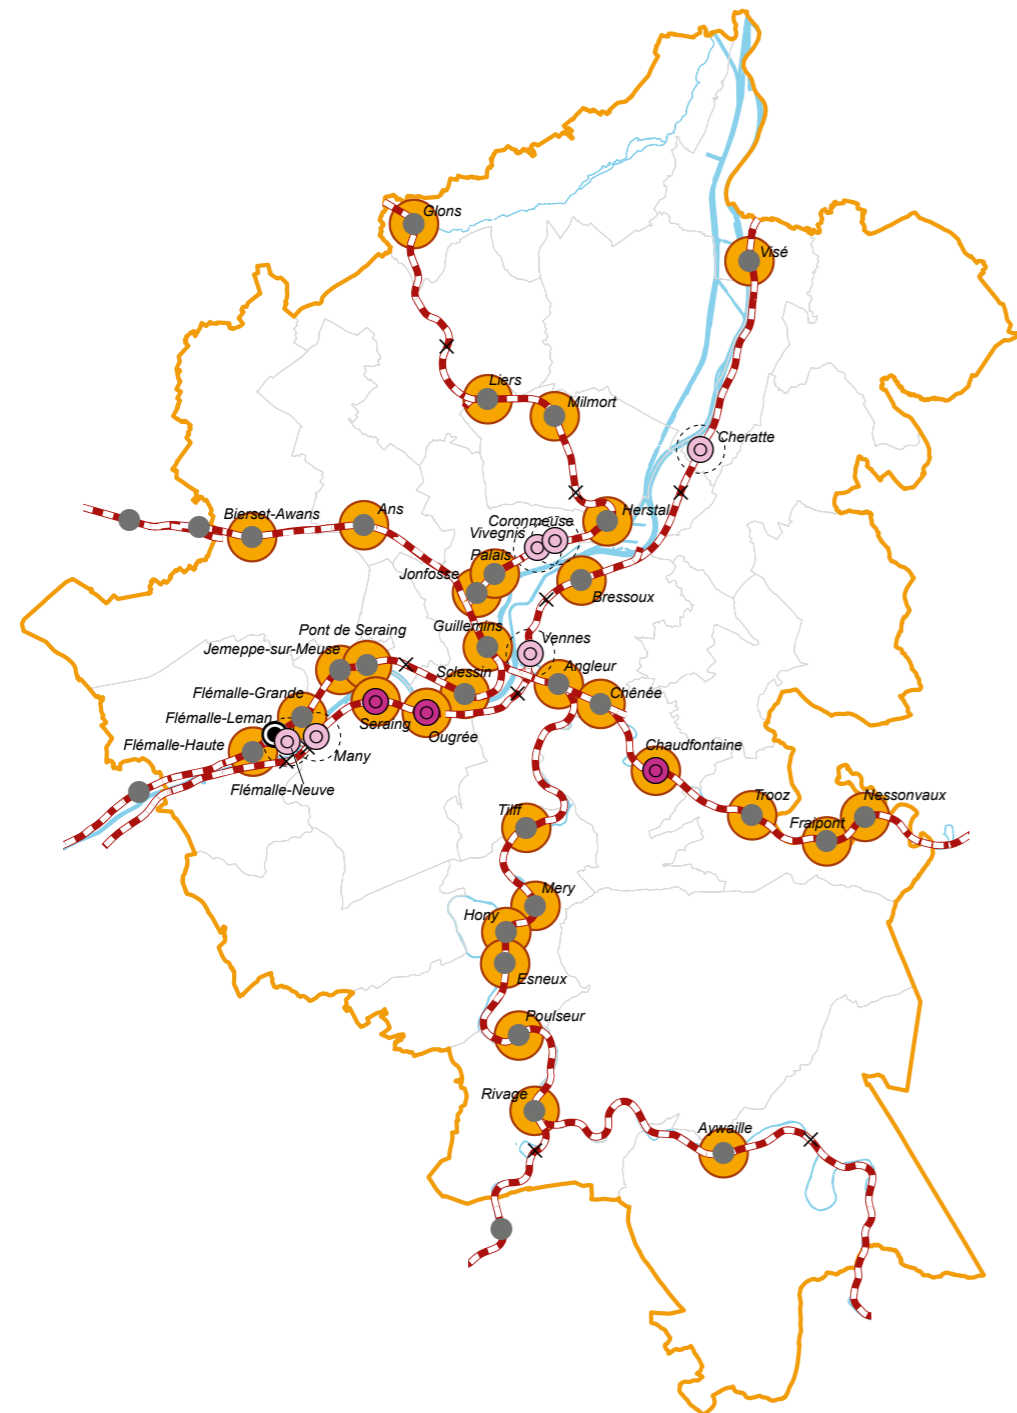 Glons
Visé
Liers
Milmort
Cheratte
Bierset-Awans
Ans
Herstal
Coronmeuse
Vivegnis
Palais
Jonfosse
Bressoux
Guillemins
Pont de Seraing
Vennes
Jemeppe-sur-Meuse
Angleur
Sclessin
Chênée
Flémalle-Grande
Flémalle-Leman
Seraing
Ougrée
Flémalle-Haute
Many
Chaudfontaine
Flémalle-Neuve
Trooz
Nessonvaux
Tilff
Fraipont
Mery
Hony
Esneux
Poulseur
Rivage
Aywaille